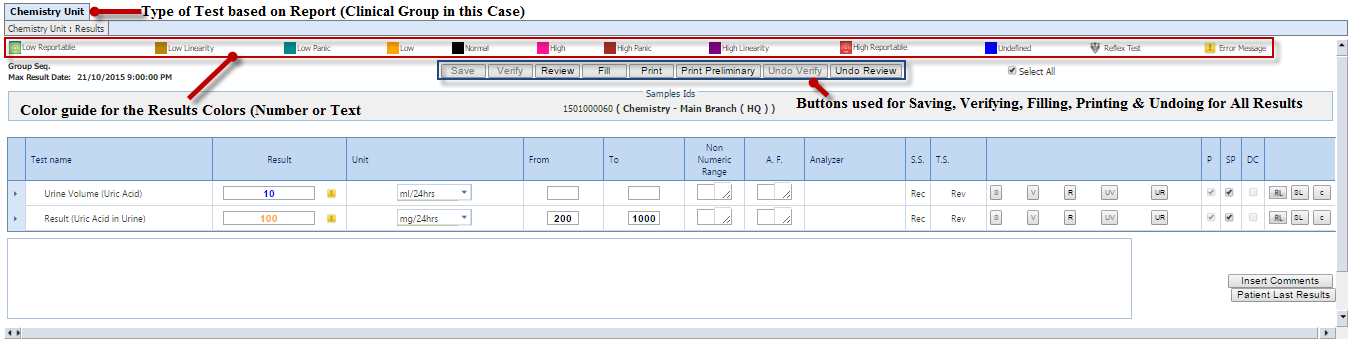 Chemistry Unit
Type of Test based on Report (Clinical Group in this Case)
Chemistry Unit : Results
Low Reportable Low Linearity Low Panic Low Normal High High Panic High Linearity High Reportable Undefined Reflex Test Error Message
Group Seq.
Max Result Date: 21/10/2015 9:00:00 PM
Save Verify Review Fill Print Print Preliminary Undo Verify Undo Review
Select All
Color guide for the Results Colors (Number or Text
Samples Ids
1501000060 ( Chemistry - Main Branch ( HQ ) )
Buttons used for Saving, Verifying, Filling, Printing & Undoing for All Results
Test name Result Unit From To Non Numeric Range A. F. Analyzer S.S. T.S. P SP DC
Urine Volume (Uric Acid) 10 ml/24hrs Rec Rev S V R UV UR RL SL c
Result (Uric Acid in Urine) 100 mg/24hrs 200 1000 Rec Rev S V R UV UR RL SL c
Insert Comments
Patient Last Results